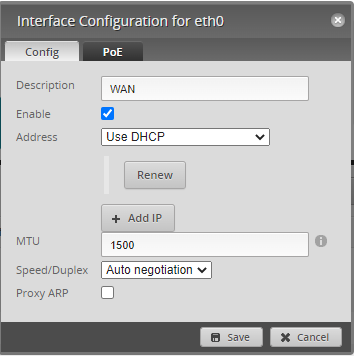 Interface Configuration for eth0
Config PoE
Description WAN
Enable
Address Use DHCP
Renew
+ Add IP
MTU 1500
Speed/Duplex Auto negotiation
Proxy ARP
Save Cancel